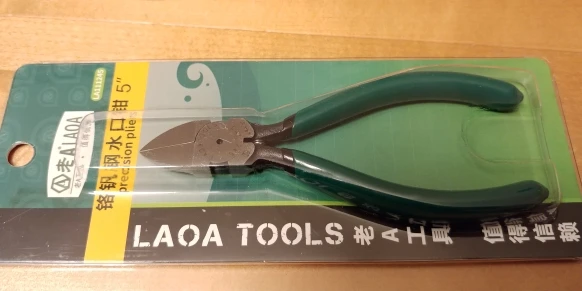 老A LAOA
铬钒钢水口钳 5"
precision plie
LAOA TOOLS 老A工具 值得信赖